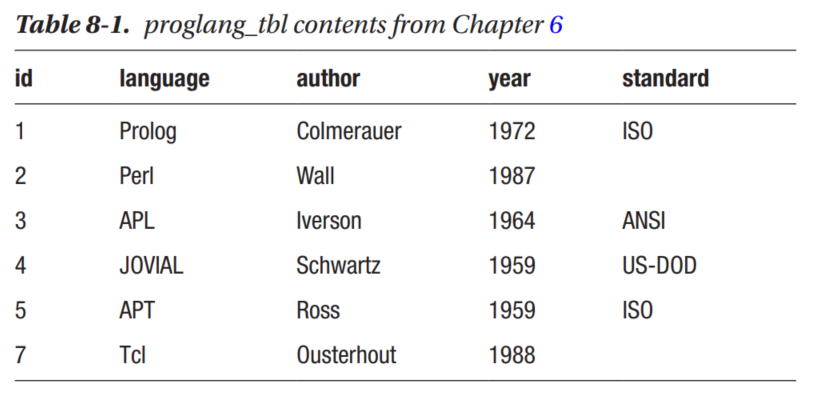 Table 8-1. proglang_tbl contents from Chapter 6
id language author year standard
1 Prolog Colmerauer 1972 ISO
2 Perl Wall 1987
3 APL Iverson 1964 ANSI
4 JOVIAL Schwartz 1959 US-DOD
5 APT Ross 1959 ISO
7 Tcl Ousterhout 1988